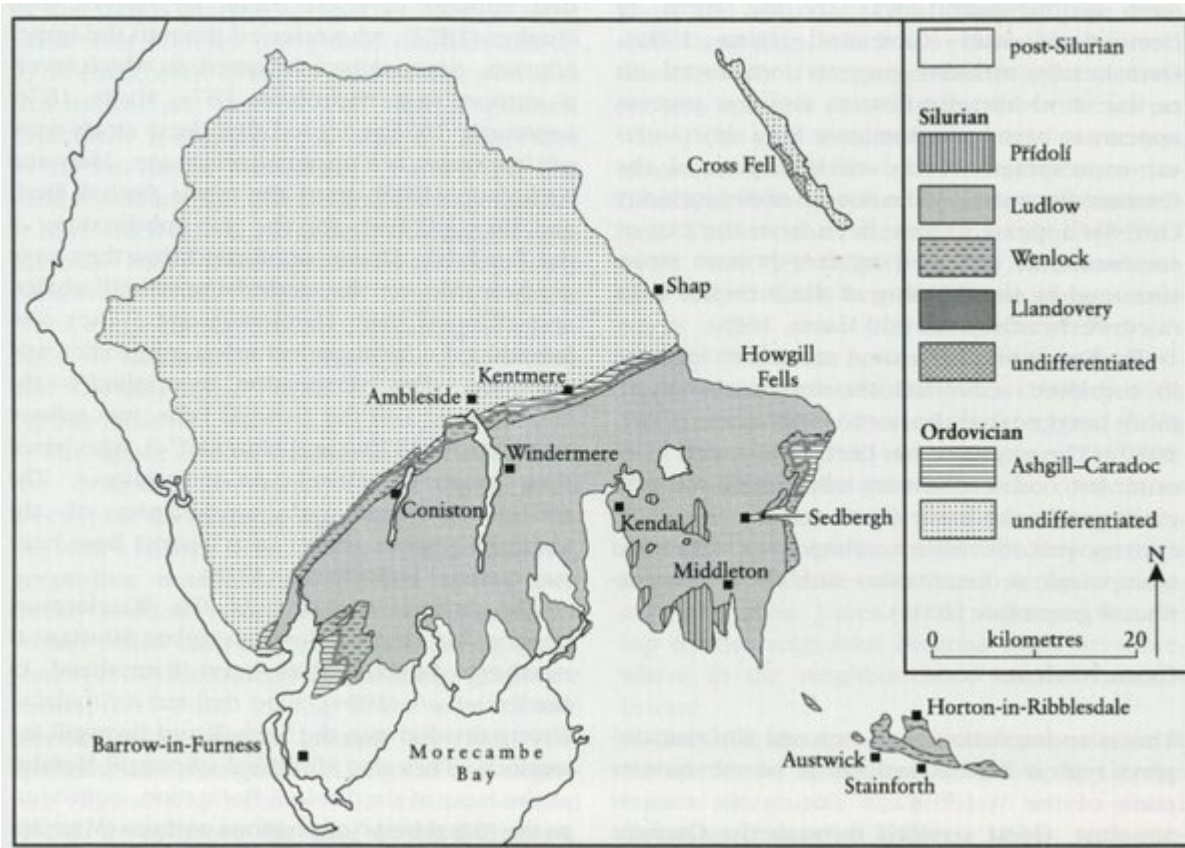 post-Silurian
Silurian
Přídolí
Ludlow
Wenlock
Llandovery
undifferentiated
Ordovician
Ashgill–Caradoc
undifferentiated
N
0 kilometres 20
Cross Fell
Shap
Howgill
Fells
Kentmere
Ambleside
Windermere
Coniston
Kendal
Sedbergh
Middleton
Barrow-in-Furness
Morecambe
Bay
Horton-in-Ribblesdale
Austwick
Stainforth